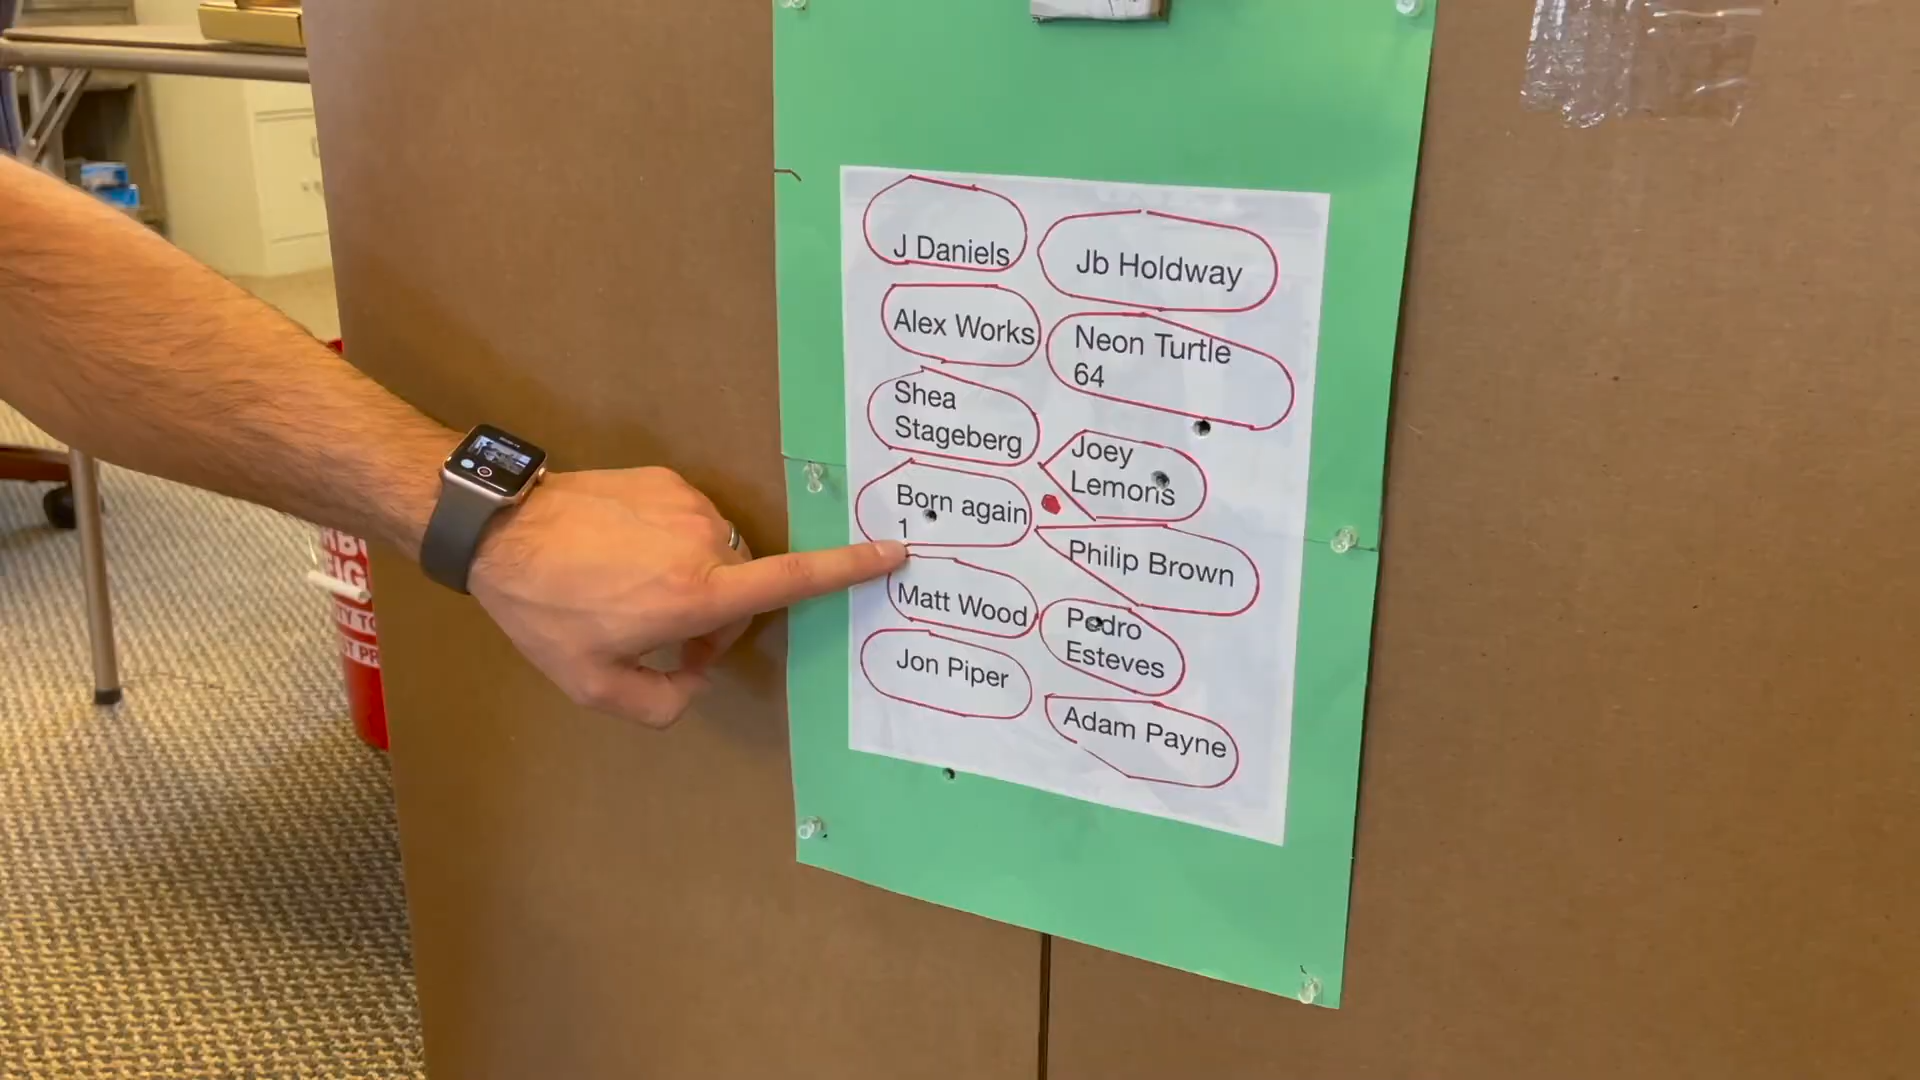 J Daniels
Jb Holdway
Alex Works
Neon Turtle
64
Shea
Stageberg
Joey
Lemons
Born again
1
Philip Brown
Matt Wood
Pedro
Esteves
Jon Piper
Adam Payne